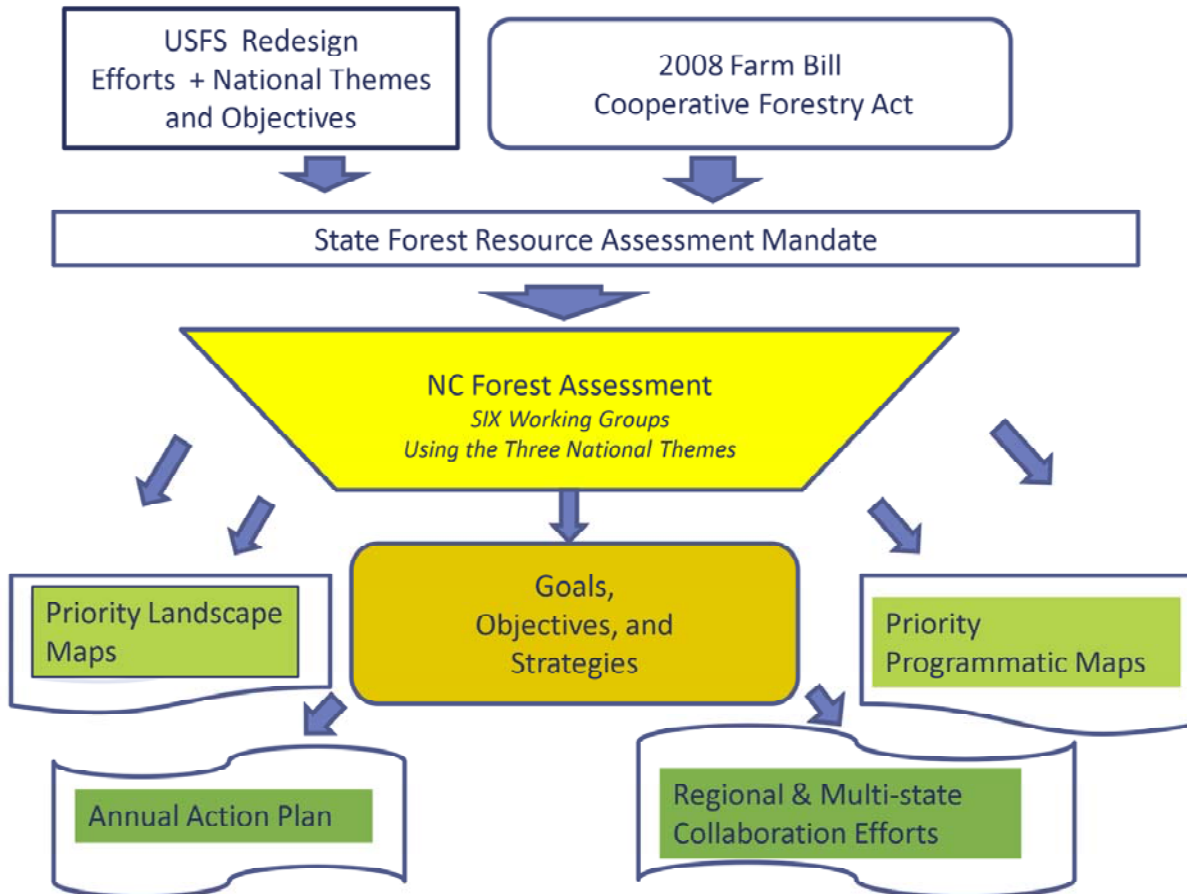 USFS Redesign
Efforts + National Themes
and Objectives
2008 Farm Bill
Cooperative Forestry Act
State Forest Resource Assessment Mandate
NC Forest Assessment
SIX Working Groups
Using the Three National Themes
Goals,
Objectives, and
Strategies
Priority Landscape
Maps
Priority
Programmatic Maps
Annual Action Plan
Regional & Multi-state
Collaboration Efforts